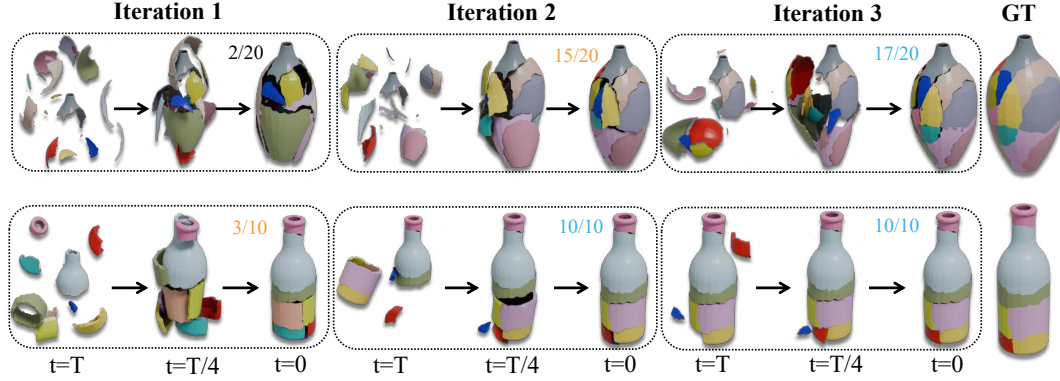 Iteration 1 Iteration 2 Iteration 3 GT
2/20 15/20 17/20
3/10 10/10 10/10
t=T t=T/4 t=0 t=T t=T/4 t=0 t=T t=T/4 t=0